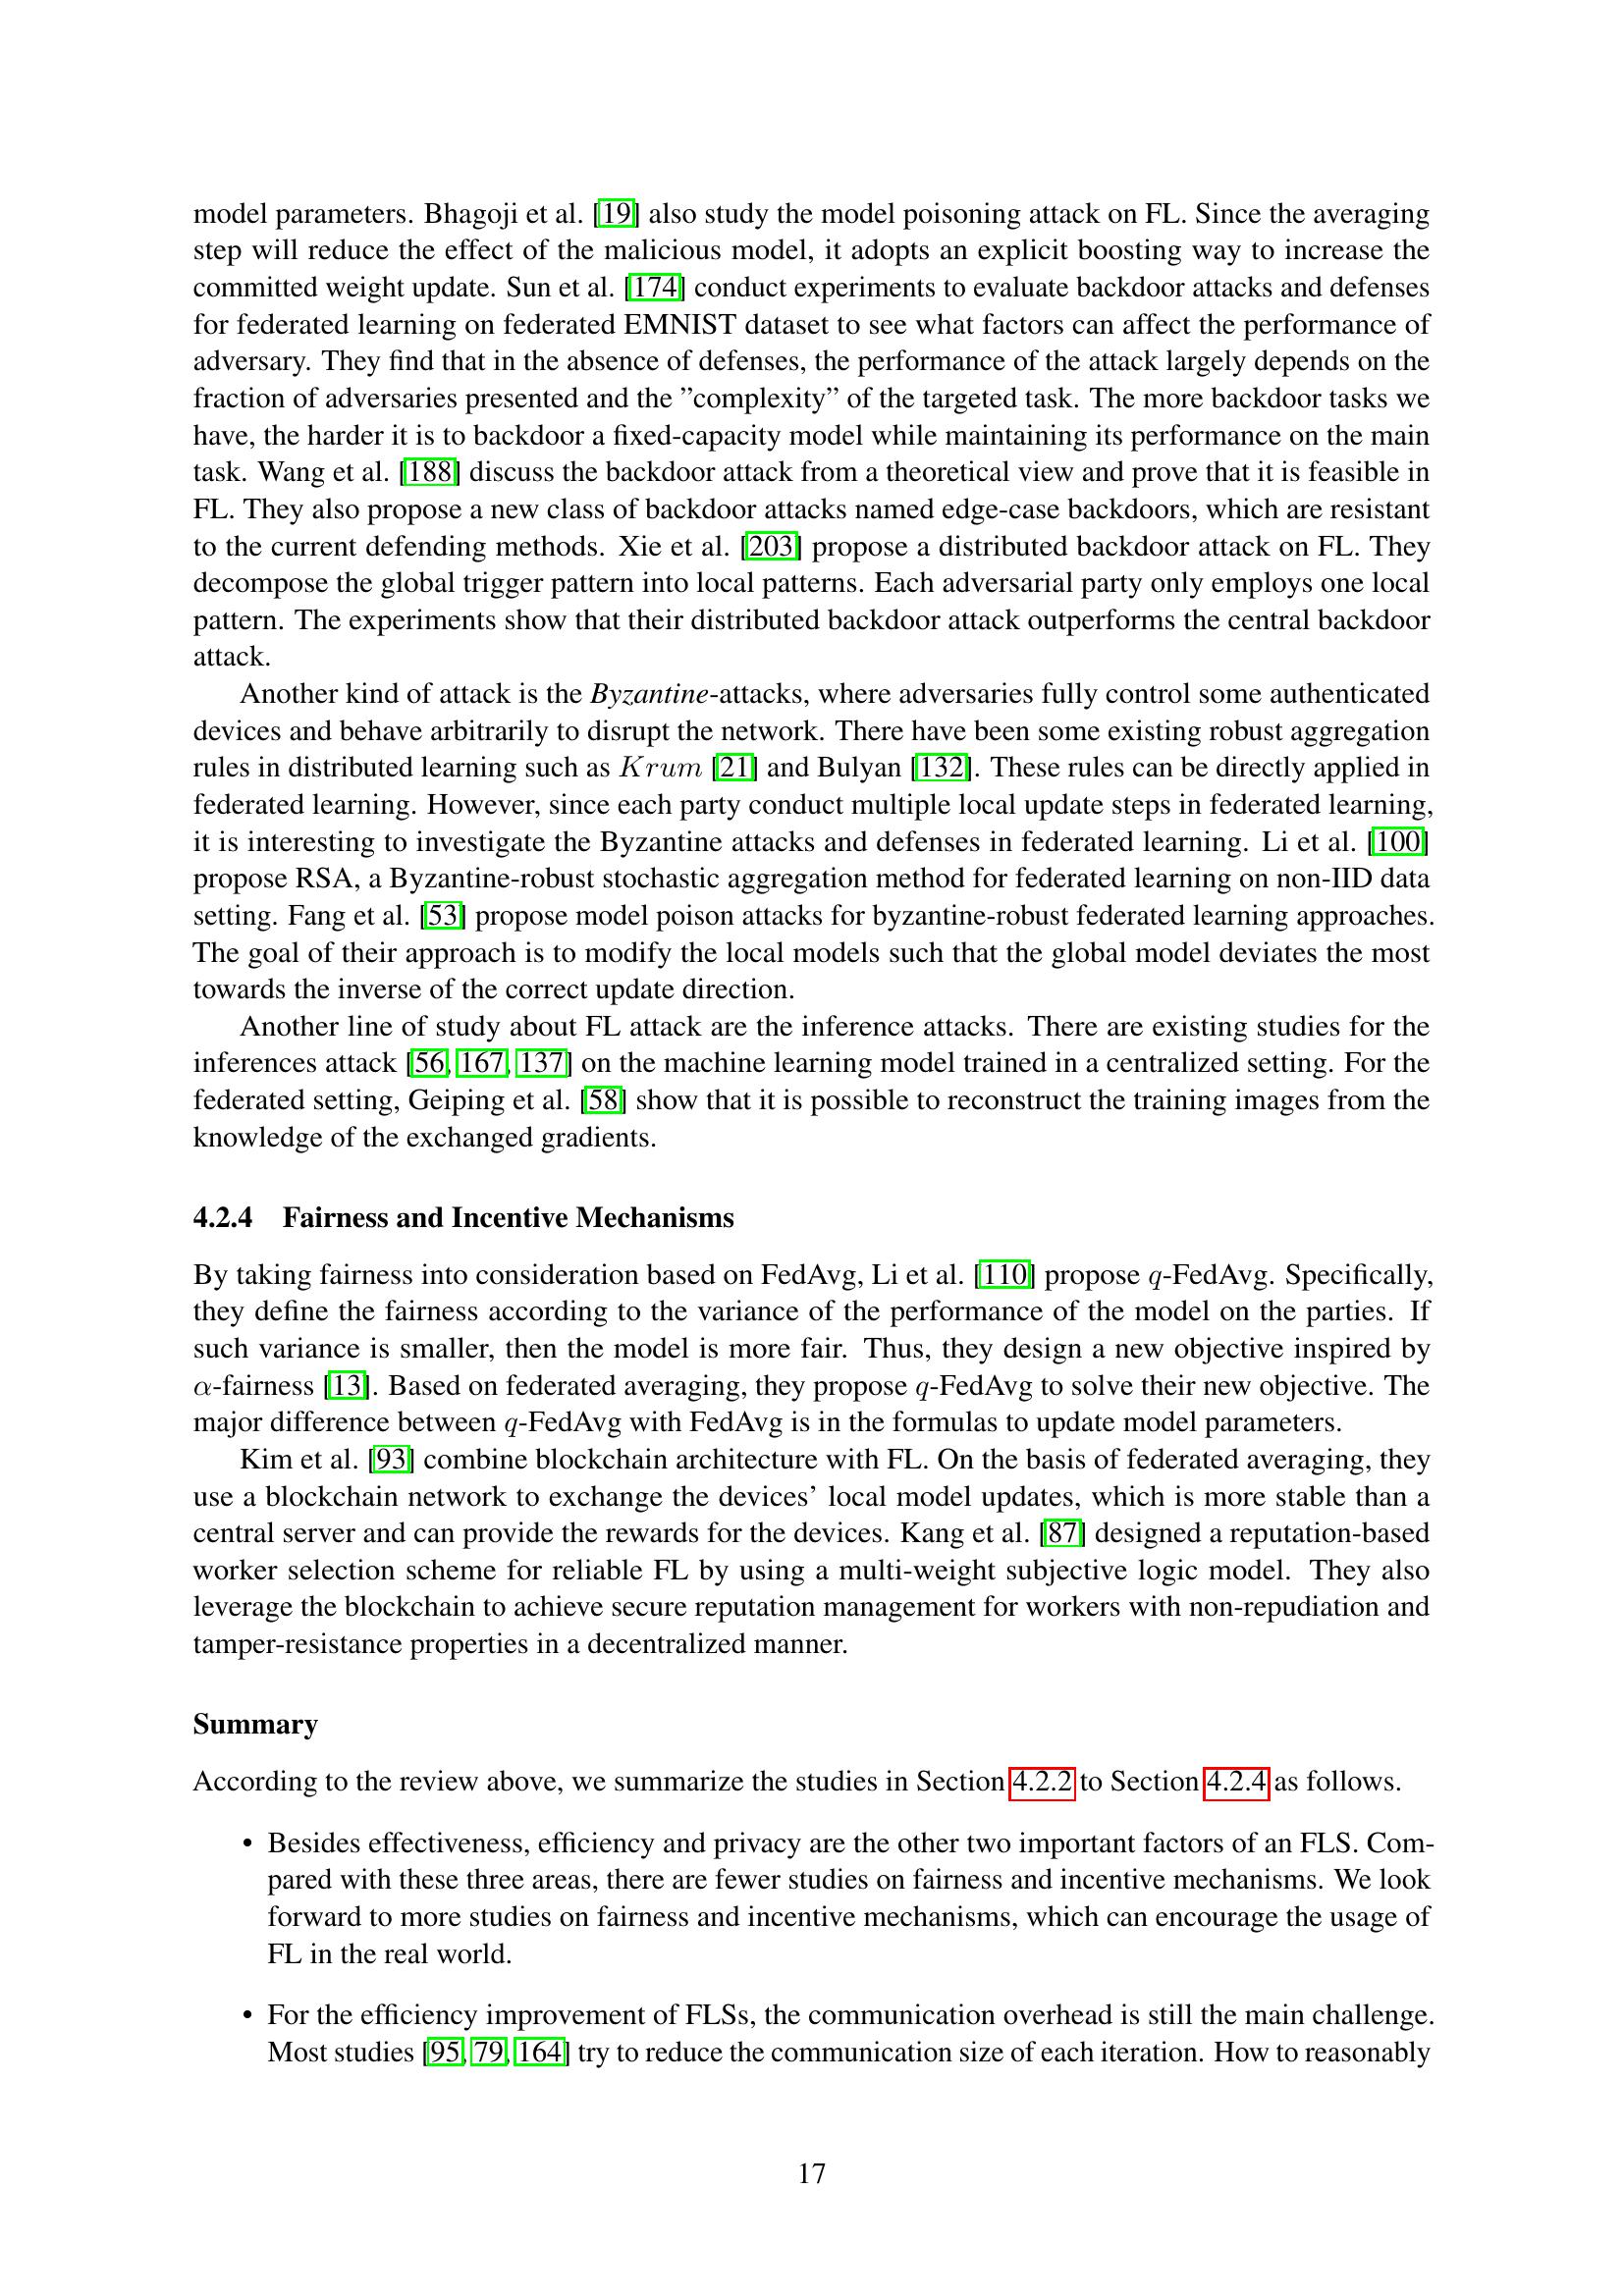 model parameters. Bhagoji et al. [19] also study the model poisoning attack on FL. Since the averaging
step will reduce the effect of the malicious model, it adopts an explicit boosting way to increase the
committed weight update. Sun et al. [174] conduct experiments to evaluate backdoor attacks and defenses
for federated learning on federated EMNIST dataset to see what factors can affect the performance of
adversary. They find that in the absence of defenses, the performance of the attack largely depends on the
fraction of adversaries presented and the ”complexity” of the targeted task. The more backdoor tasks we
have, the harder it is to backdoor a fixed-capacity model while maintaining its performance on the main
task. Wang et al. [188] discuss the backdoor attack from a theoretical view and prove that it is feasible in
FL. They also propose a new class of backdoor attacks named edge-case backdoors, which are resistant
to the current defending methods. Xie et al. [203] propose a distributed backdoor attack on FL. They
decompose the global trigger pattern into local patterns. Each adversarial party only employs one local
pattern. The experiments show that their distributed backdoor attack outperforms the central backdoor
attack.
Another kind of attack is the Byzantine-attacks, where adversaries fully control some authenticated
devices and behave arbitrarily to disrupt the network. There have been some existing robust aggregation
rules in distributed learning such as Krum [21] and Bulyan [132]. These rules can be directly applied in
federated learning. However, since each party conduct multiple local update steps in federated learning,
it is interesting to investigate the Byzantine attacks and defenses in federated learning. Li et al. [100]
propose RSA, a Byzantine-robust stochastic aggregation method for federated learning on non-IID data
setting. Fang et al. [53] propose model poison attacks for byzantine-robust federated learning approaches.
The goal of their approach is to modify the local models such that the global model deviates the most
towards the inverse of the correct update direction.
Another line of study about FL attack are the inference attacks. There are existing studies for the
inferences attack [56, 167, 137] on the machine learning model trained in a centralized setting. For the
federated setting, Geiping et al. [58] show that it is possible to reconstruct the training images from the
knowledge of the exchanged gradients.
4.2.4 Fairness and Incentive Mechanisms
By taking fairness into consideration based on FedAvg, Li et al. [110] propose q-FedAvg. Specifically,
they define the fairness according to the variance of the performance of the model on the parties. If
such variance is smaller, then the model is more fair. Thus, they design a new objective inspired by
α-fairness [13]. Based on federated averaging, they propose q-FedAvg to solve their new objective. The
major difference between q-FedAvg with FedAvg is in the formulas to update model parameters.
Kim et al. [93] combine blockchain architecture with FL. On the basis of federated averaging, they
use a blockchain network to exchange the devices’ local model updates, which is more stable than a
central server and can provide the rewards for the devices. Kang et al. [87] designed a reputation-based
worker selection scheme for reliable FL by using a multi-weight subjective logic model. They also
leverage the blockchain to achieve secure reputation management for workers with non-repudiation and
tamper-resistance properties in a decentralized manner.
Summary
According to the review above, we summarize the studies in Section 4.2.2 to Section 4.2.4 as follows.
• Besides effectiveness, efficiency and privacy are the other two important factors of an FLS. Com-
pared with these three areas, there are fewer studies on fairness and incentive mechanisms. We look
forward to more studies on fairness and incentive mechanisms, which can encourage the usage of
FL in the real world.
• For the efficiency improvement of FLSs, the communication overhead is still the main challenge.
Most studies [95, 79, 164] try to reduce the communication size of each iteration. How to reasonably
17